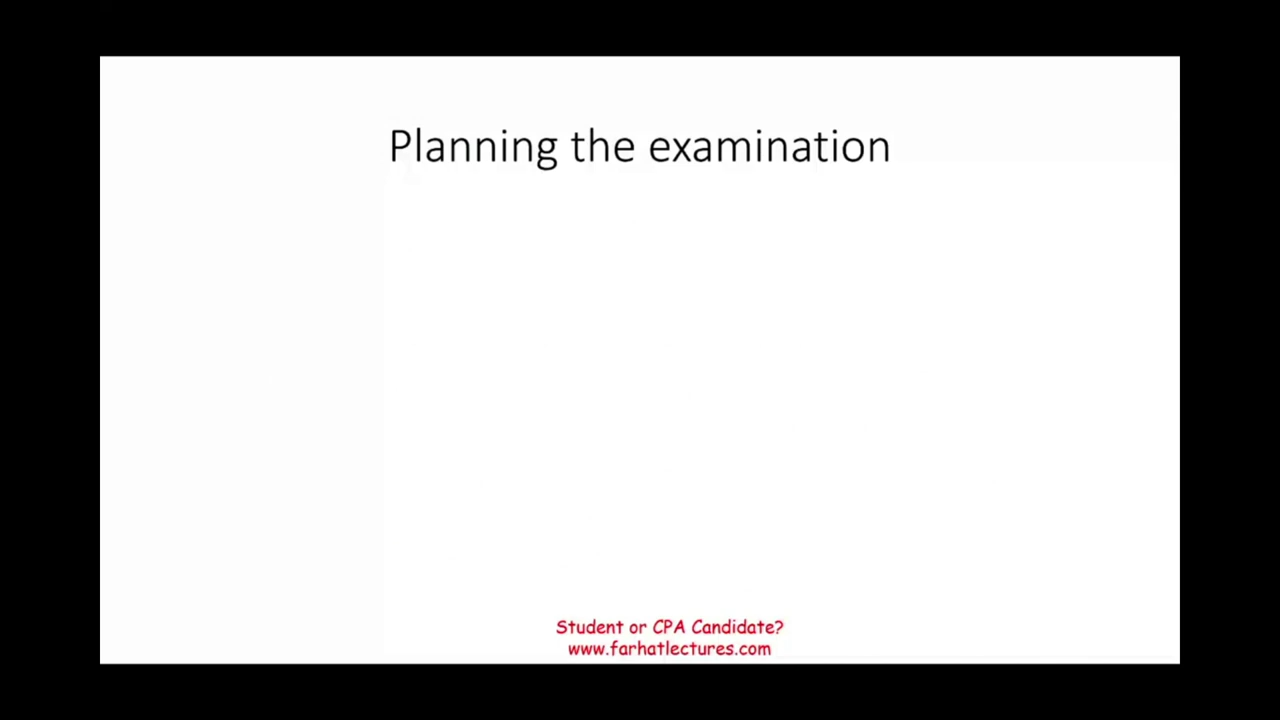 Planning the examination
Student or CPA Candidate?
www.farhatlectures.com